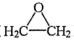 O
H₂C CH₂